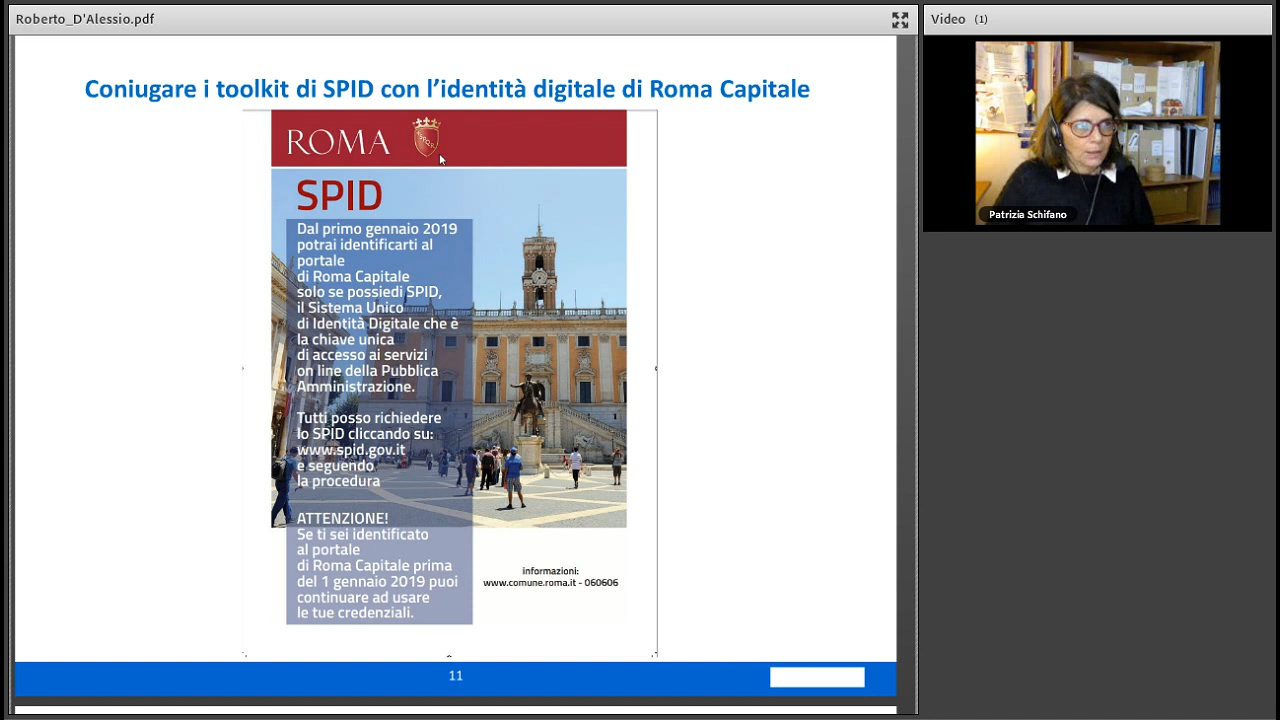 Roberto_D'Alessio.pdf
Video (1)
Coniugare i toolkit di SPID con l'identità digitale di Roma Capitale
ROMA
SPQR
SPID
Dal primo gennaio 2019
potrai identificarti al
portale
di Roma Capitale
solo se possiedi SPID,
il Sistema Unico
di Identità Digitale che è
la chiave unica
di accesso ai servizi
on line della Pubblica
Amministrazione.
Tutti posso richiedere
lo SPID cliccando su:
www.spid.gov.it
e seguendo
la procedura
ATTENZIONE!
Se ti sei identificato
al portale
di Roma Capitale prima
del 1 gennaio 2019 puoi
continuare ad usare
le tue credenziali.
informazioni:
www.comune.roma.it - 060606
11
Patrizia Schifano